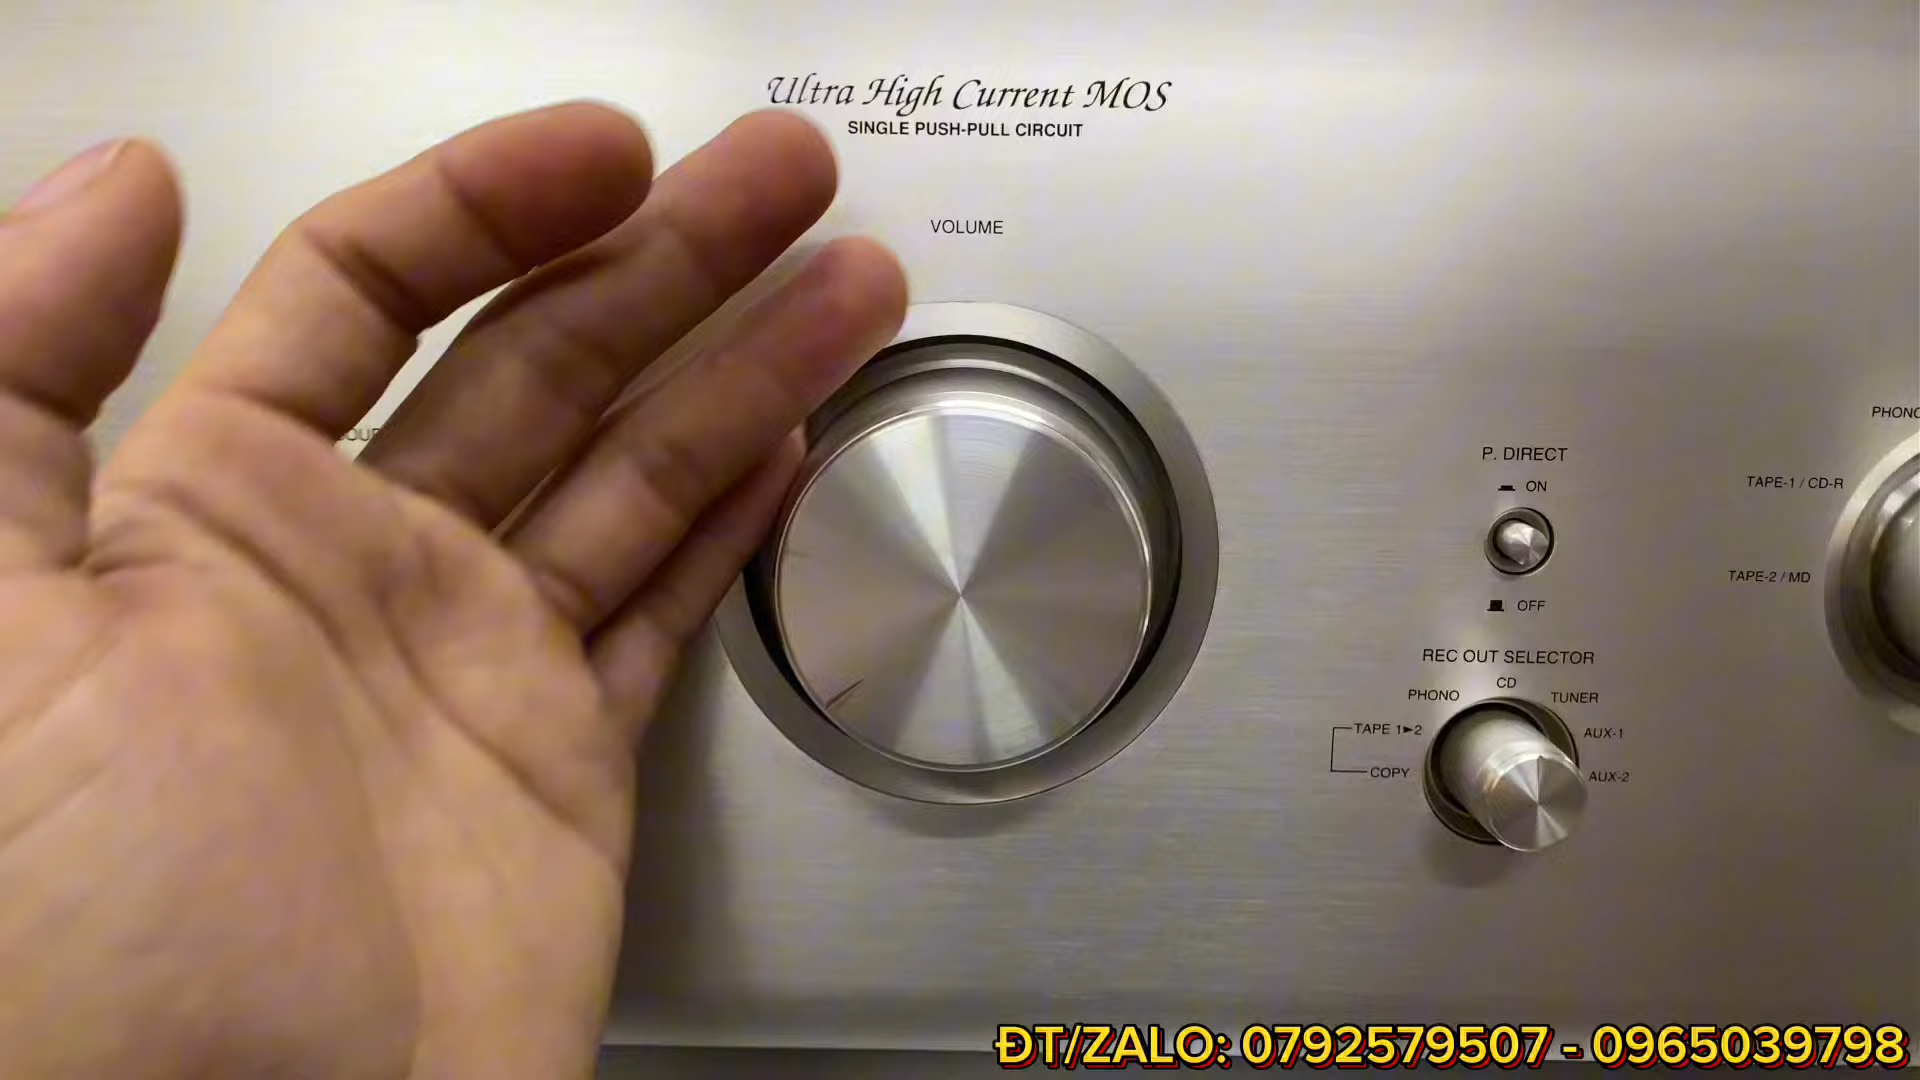 Ultra High Current MOS
SINGLE PUSH-PULL CIRCUIT
VOLUME
PHONO
P. DIRECT
ON
TAPE-1 / CD-R
TAPE-2 / MD
OFF
REC OUT SELECTOR
CD
PHONO
TUNER
TAPE 1►2
AUX-1
COPY
AUX-2
ĐT/ZALO: 0792579507 - 0965039798